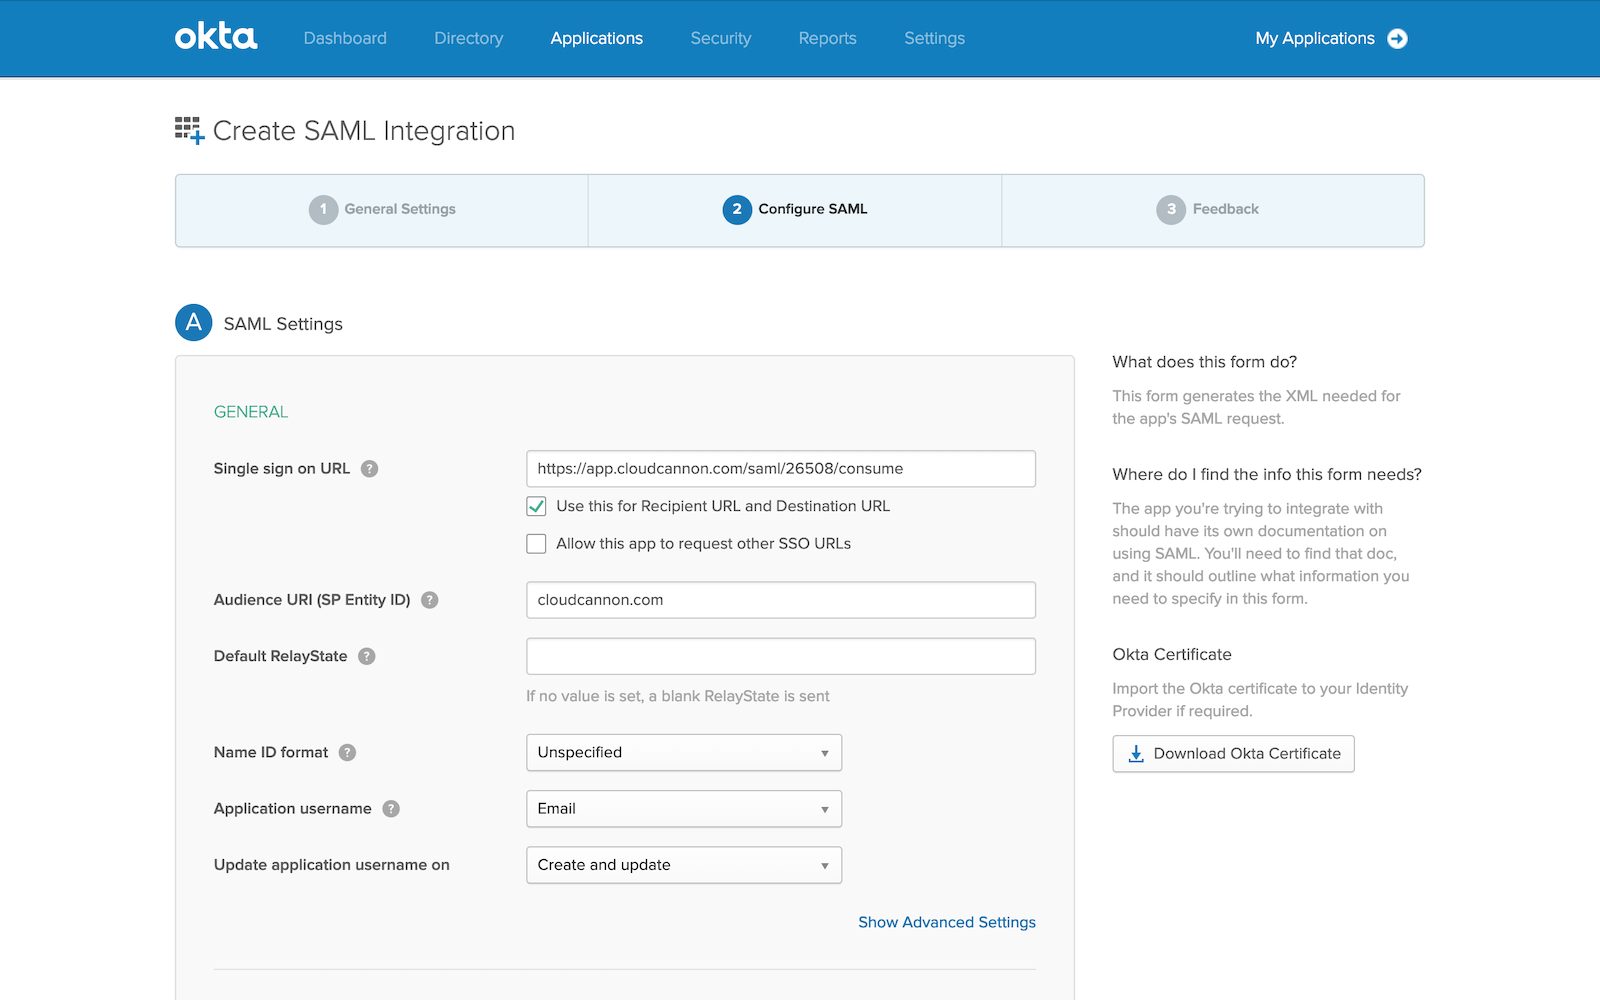 okta
Dashboard
Directory
Applications
Security
Reports
Settings
My Applications
Create SAML Integration
1 General Settings
2 Configure SAML
3 Feedback
A SAML Settings
GENERAL
Single sign on URL ?
https://app.cloudcannon.com/saml/26508/consume
Use this for Recipient URL and Destination URL
Allow this app to request other SSO URLs
Audience URI (SP Entity ID) ?
cloudcannon.com
Default RelayState ?
If no value is set, a blank RelayState is sent
Name ID format ?
Unspecified
Application username ?
Email
Update application username on
Create and update
Show Advanced Settings
What does this form do?
This form generates the XML needed for
the app's SAML request.
Where do I find the info this form needs?
The app you're trying to integrate with
should have its own documentation on
using SAML. You'll need to find that doc,
and it should outline what information you
need to specify in this form.
Okta Certificate
Import the Okta certificate to your Identity
Provider if required.
Download Okta Certificate